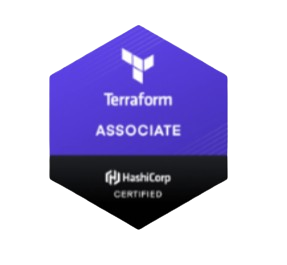 Terraform
ASSOCIATE
HashiCorp
CERTIFIED